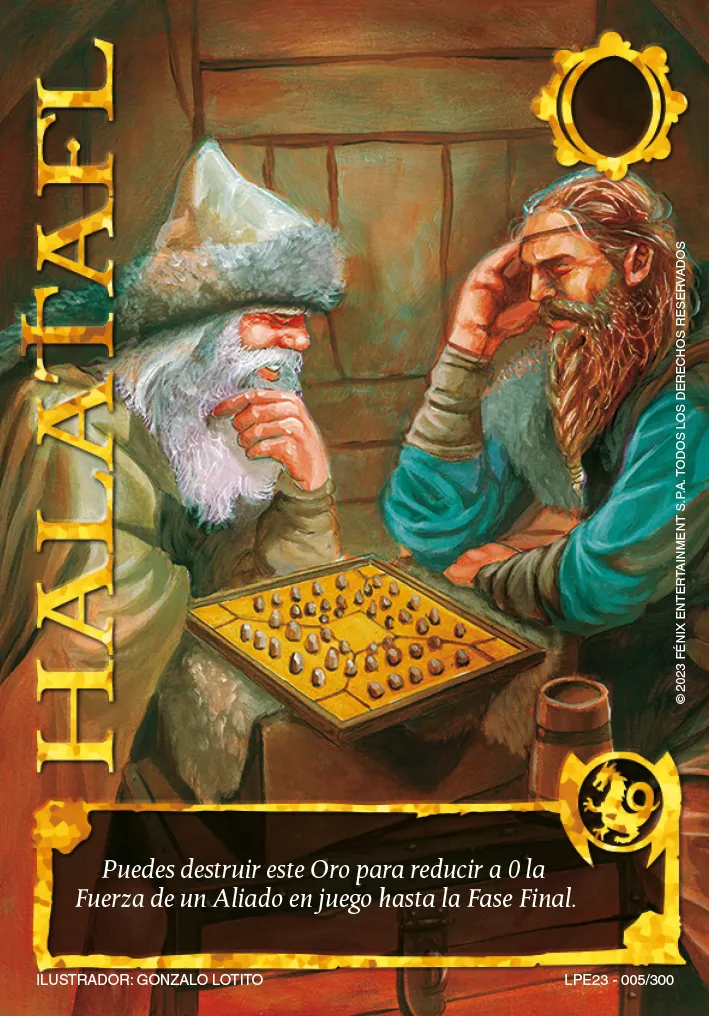 HALATAFL
© 2023 FÉNIX ENTERTAINMENT S.P.A. TODOS LOS DERECHOS RESERVADOS
Puedes destruir este Oro para reducir a 0 la
Fuerza de un Aliado en juego hasta la Fase Final.
ILUSTRADOR: GONZALO LOTITO
LPE23 - 005/300